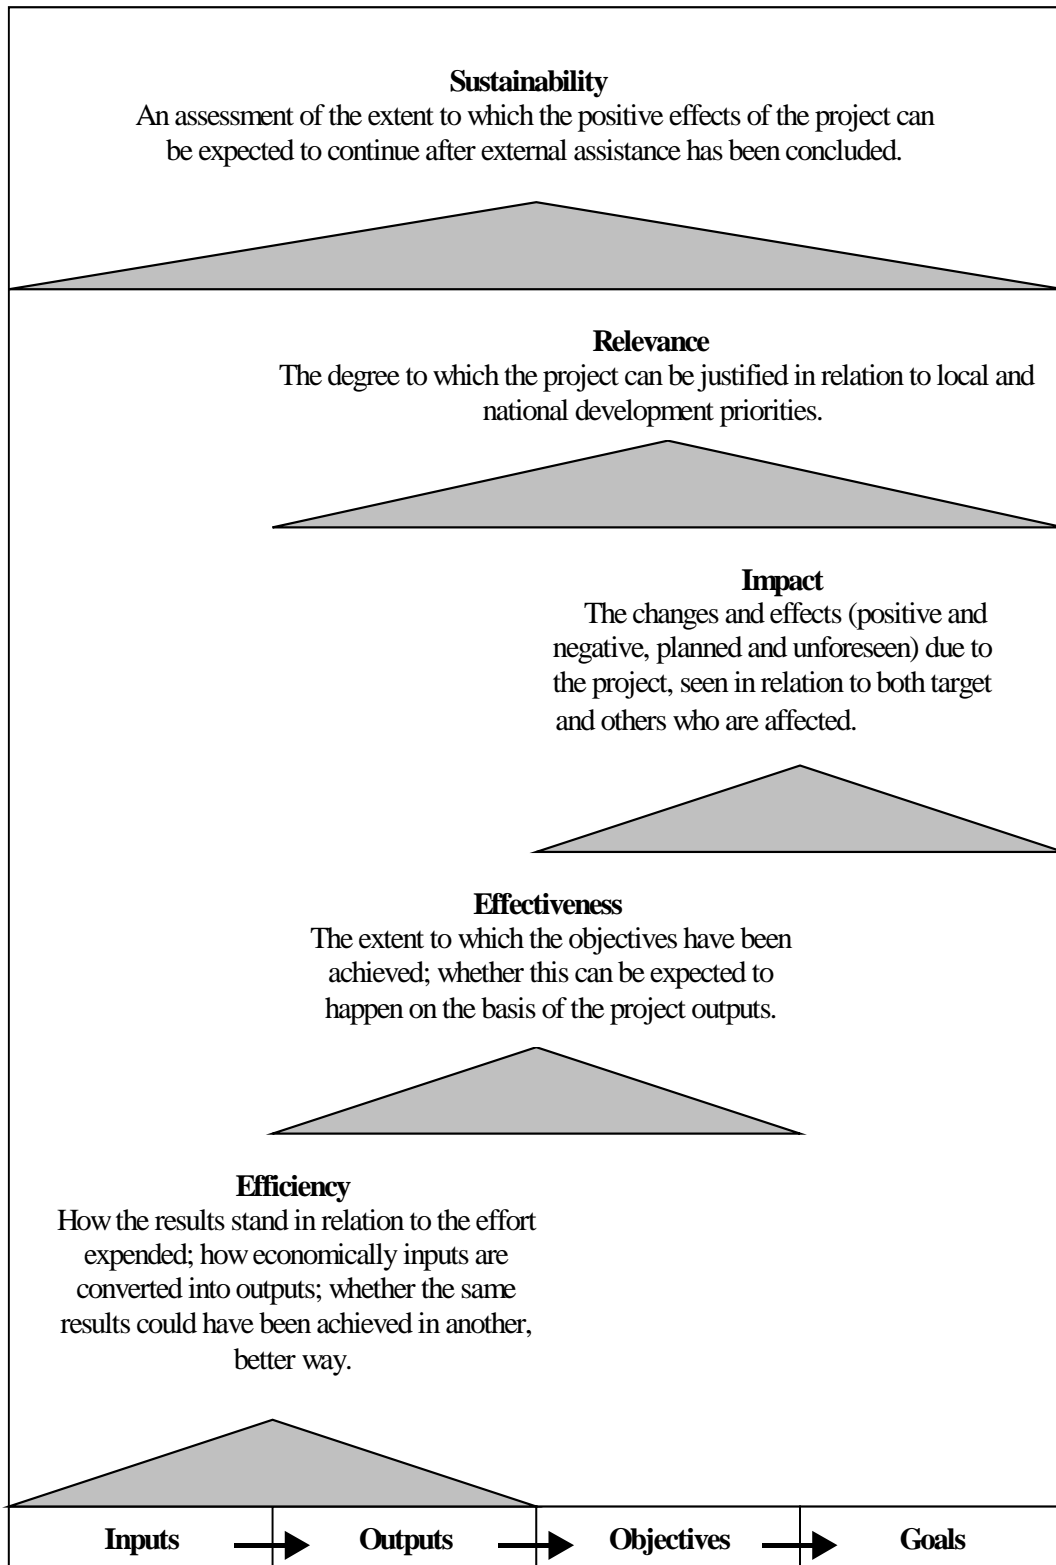 Sustainability
An assessment of the extent to which the positive effects of the project can
be expected to continue after external assistance has been concluded.
Relevance
The degree to which the project can be justified in relation to local and
national development priorities.
Impact
The changes and effects (positive and
negative, planned and unforeseen) due to
the project, seen in relation to both target
and others who are affected.
Effectiveness
The extent to which the objectives have been
achieved; whether this can be expected to
happen on the basis of the project outputs.
Efficiency
How the results stand in relation to the effort
expended; how economically inputs are
converted into outputs; whether the same
results could have been achieved in another,
better way.
Inputs Outputs Objectives Goals